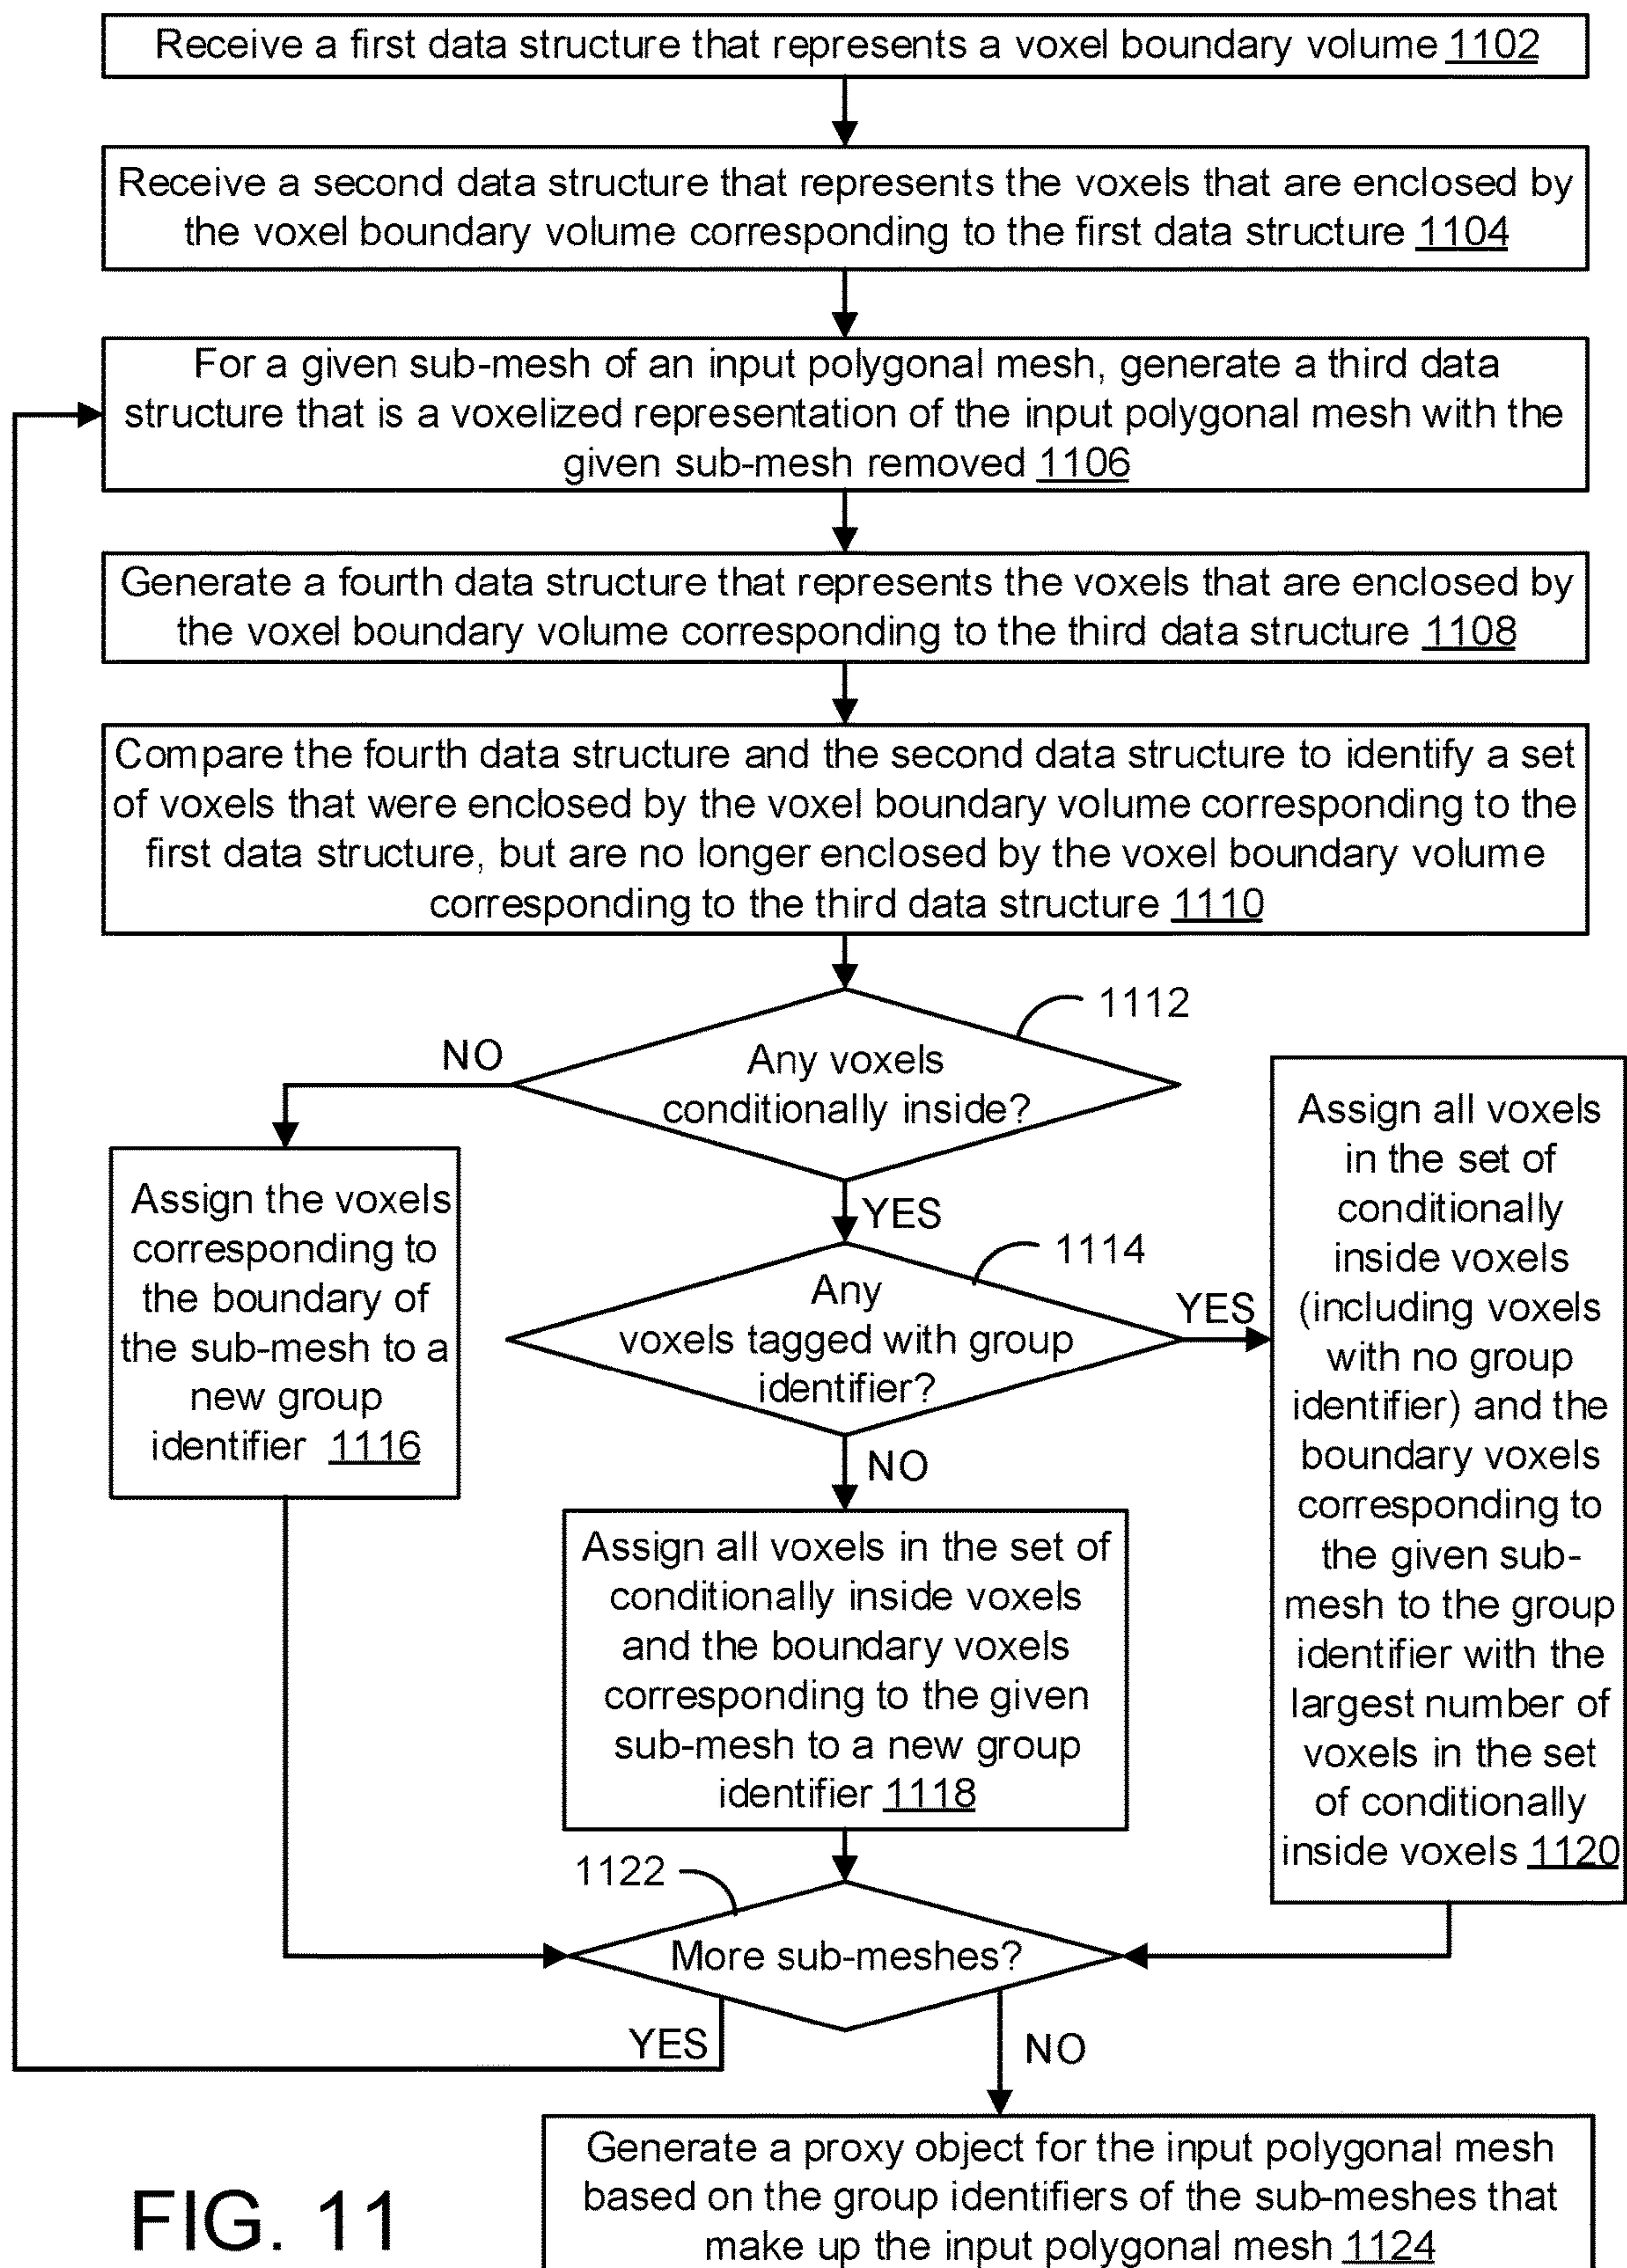 Receive a first data structure that represents a voxel boundary volume 1102
Receive a second data structure that represents the voxels that are enclosed by
the voxel boundary volume corresponding to the first data structure 1104
For a given sub-mesh of an input polygonal mesh, generate a third data
structure that is a voxelized representation of the input polygonal mesh with the
given sub-mesh removed 1106
Generate a fourth data structure that represents the voxels that are enclosed by
the voxel boundary volume corresponding to the third data structure 1108
Compare the fourth data structure and the second data structure to identify a set
of voxels that were enclosed by the voxel boundary volume corresponding to the
first data structure, but are no longer enclosed by the voxel boundary volume
corresponding to the third data structure 1110
1112
NO
Any voxels
conditionally inside?
YES
Assign the voxels
corresponding to
the boundary of
the sub-mesh to a
new group
identifier 1116
1114
Any
voxels tagged with group
identifier?
YES
NO
Assign all voxels
in the set of
conditionally
inside voxels
(including voxels
with no group
identifier) and the
boundary voxels
corresponding to
the given sub-
mesh to the group
identifier with the
largest number of
voxels in the set
of conditionally
inside voxels 1120
Assign all voxels in the set of
conditionally inside voxels
and the boundary voxels
corresponding to the given
sub-mesh to a new group
identifier 1118
1122
More sub-meshes?
YES
NO
Generate a proxy object for the input polygonal mesh
based on the group identifiers of the sub-meshes that
make up the input polygonal mesh 1124
FIG. 11